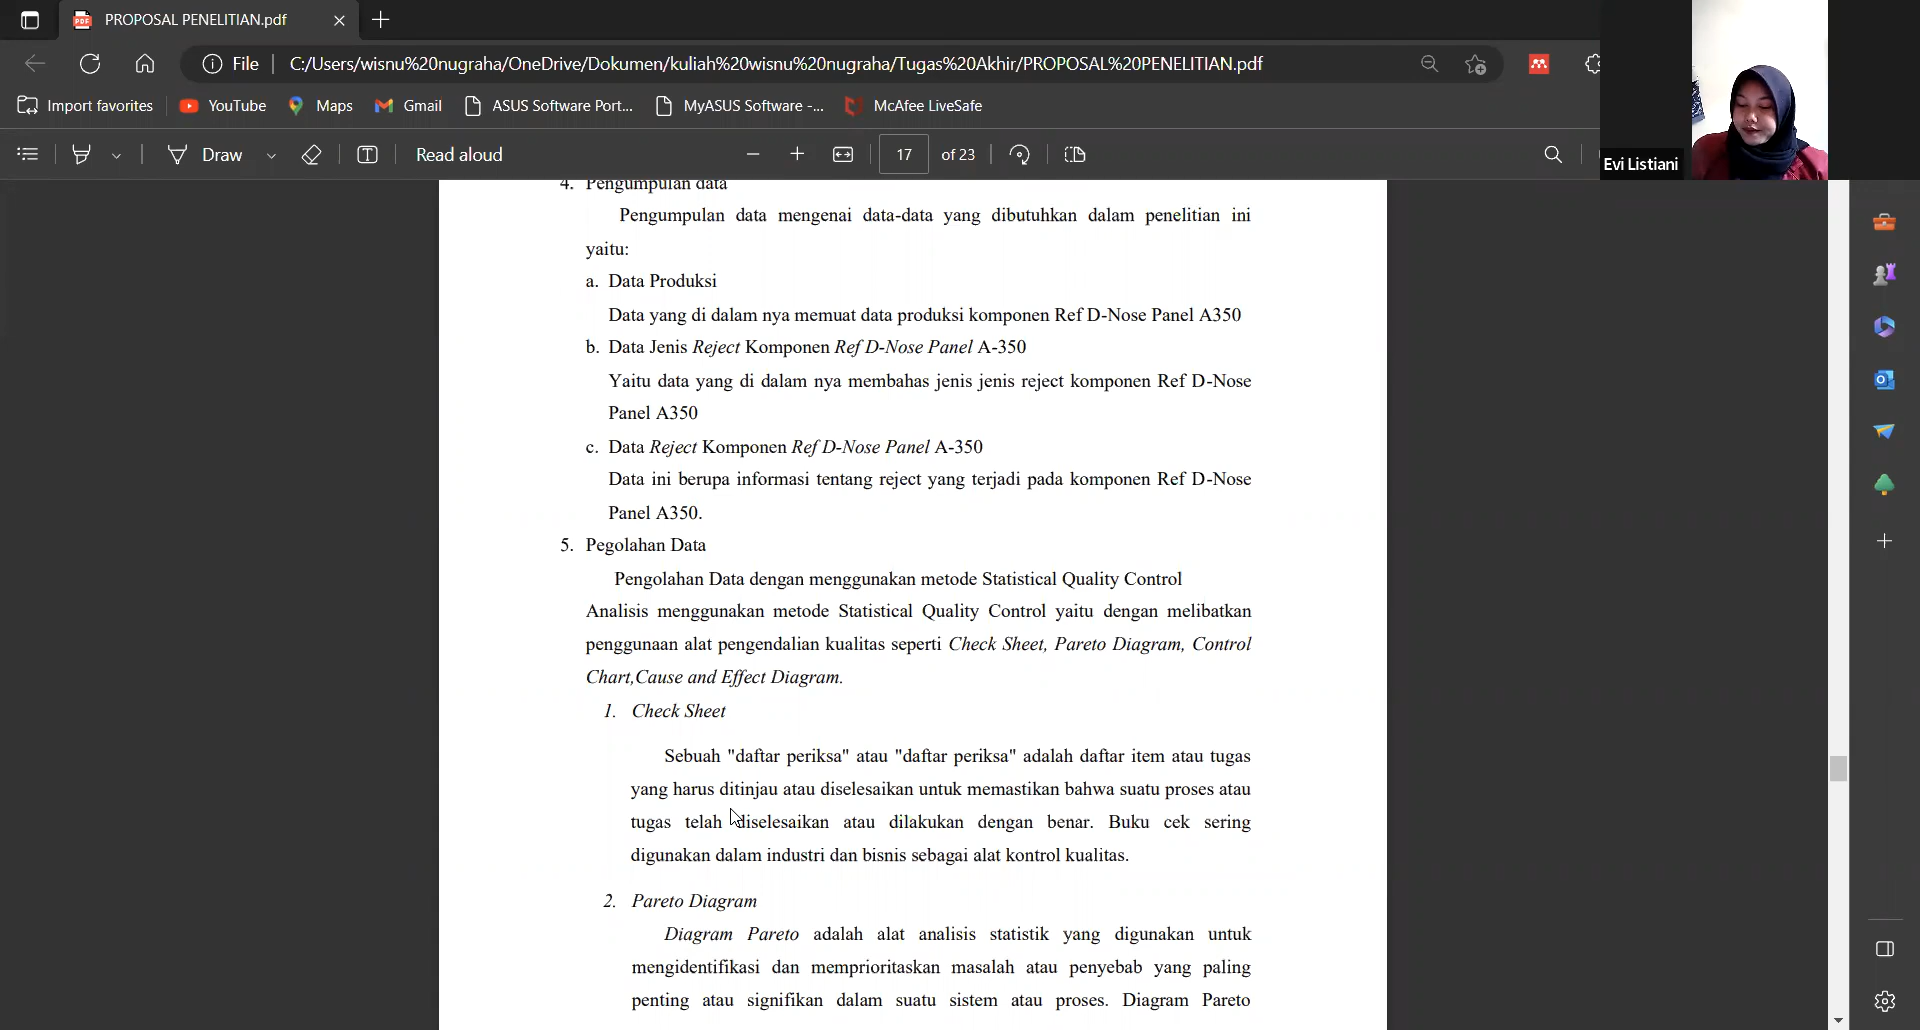 PROPOSAL PENELITIAN.pdf
File
C:/Users/wisnu%20nugraha/OneDrive/Dokumen/kuliah%20wisnu%20nugraha/Tugas%20Akhir/PROPOSAL%20PENELITIAN.pdf
Import favorites
YouTube
Maps
Gmail
ASUS Software Port...
MyASUS Software -...
McAfee LiveSafe
Draw
Read aloud
17 of 23
Evi Listiani
4. Pengumpulan data
Pengumpulan data mengenai data-data yang dibutuhkan dalam penelitian ini
yaitu:
a. Data Produksi
Data yang di dalam nya memuat data produksi komponen Ref D-Nose Panel A350
b. Data Jenis Reject Komponen Ref D-Nose Panel A-350
Yaitu data yang di dalam nya membahas jenis jenis reject komponen Ref D-Nose
Panel A350
c. Data Reject Komponen Ref D-Nose Panel A-350
Data ini berupa informasi tentang reject yang terjadi pada komponen Ref D-Nose
Panel A350.
5. Pegolahan Data
Pengolahan Data dengan menggunakan metode Statistical Quality Control
Analisis menggunakan metode Statistical Quality Control yaitu dengan melibatkan
penggunaan alat pengendalian kualitas seperti Check Sheet, Pareto Diagram, Control
Chart,Cause and Effect Diagram.
1. Check Sheet
Sebuah "daftar periksa" atau "daftar periksa" adalah daftar item atau tugas
yang harus ditinjau atau diselesaikan untuk memastikan bahwa suatu proses atau
tugas telah diselesaikan atau dilakukan dengan benar. Buku cek sering
digunakan dalam industri dan bisnis sebagai alat kontrol kualitas.
2. Pareto Diagram
Diagram Pareto adalah alat analisis statistik yang digunakan untuk
mengidentifikasi dan memprioritaskan masalah atau penyebab yang paling
penting atau signifikan dalam suatu sistem atau proses. Diagram Pareto